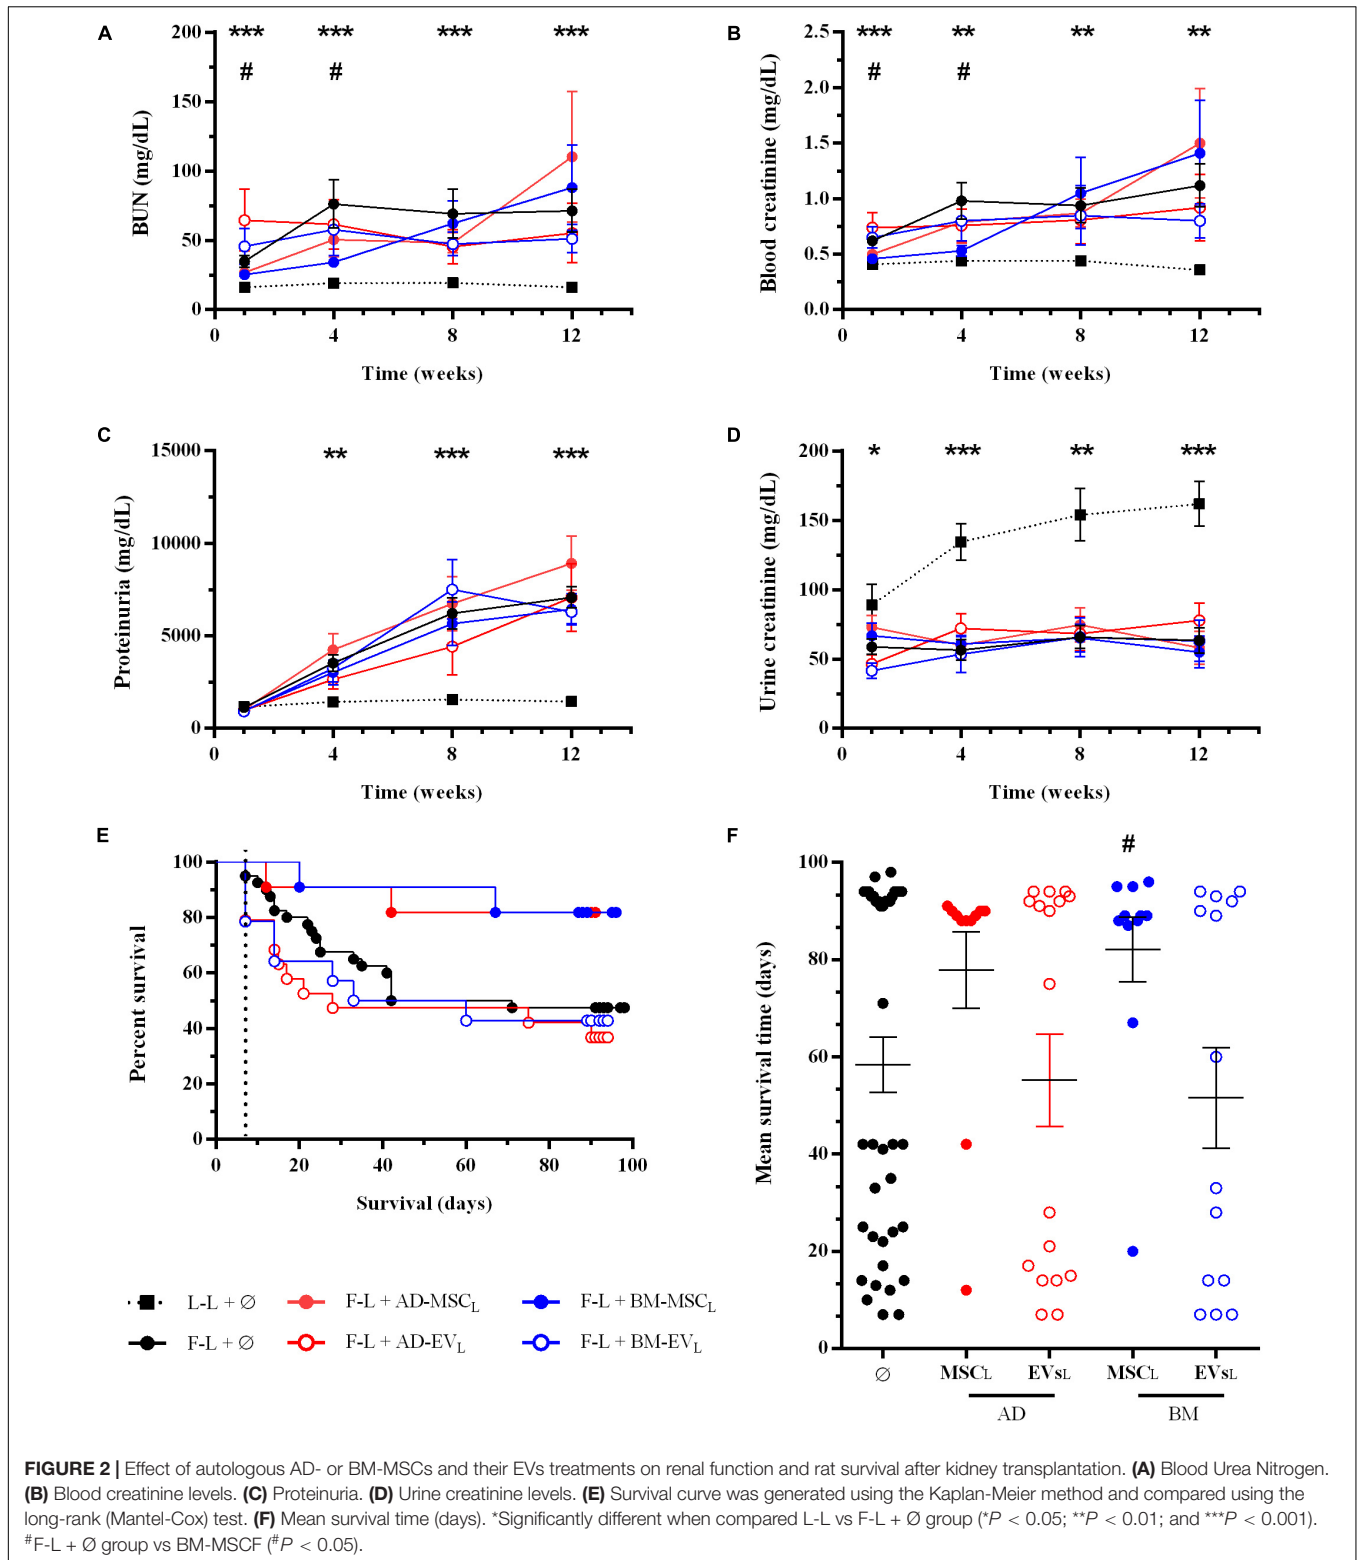 A
200
150
100
50
0
BUN (mg/dL)
*** *** *** ***
# #
0 4 8 12
Time (weeks)
B
2.5
2.0
1.5
1.0
0.5
0.0
Blood creatinine (mg/dL)
*** ** ** **
# #
0 4 8 12
Time (weeks)
C
15000
10000
5000
0
Proteinuria (mg/dL)
** *** ***
0 4 8 12
Time (weeks)
D
200
150
100
50
0
Urine creatinine (mg/dL)
* *** ** ***
0 4 8 12
Time (weeks)
E
100
80
60
40
20
0
Percent survival
0 20 40 60 80 100
Survival (days)
L-L + ∅ F-L + AD-MSCL F-L + BM-MSCL
F-L + ∅ F-L + AD-EVL F-L + BM-EVL
F
#
100
80
60
40
20
0
Mean survival time (days)
∅ MSCL EVsL MSCL EVsL
AD BM
FIGURE 2 | Effect of autologous AD- or BM-MSCs and their EVs treatments on renal function and rat survival after kidney transplantation. (A) Blood Urea Nitrogen.
(B) Blood creatinine levels. (C) Proteinuria. (D) Urine creatinine levels. (E) Survival curve was generated using the Kaplan-Meier method and compared using the
long-rank (Mantel-Cox) test. (F) Mean survival time (days). *Significantly different when compared L-L vs F-L + Ø group (*P < 0.05; **P < 0.01; and ***P < 0.001).
#F-L + Ø group vs BM-MSCF (#P < 0.05).